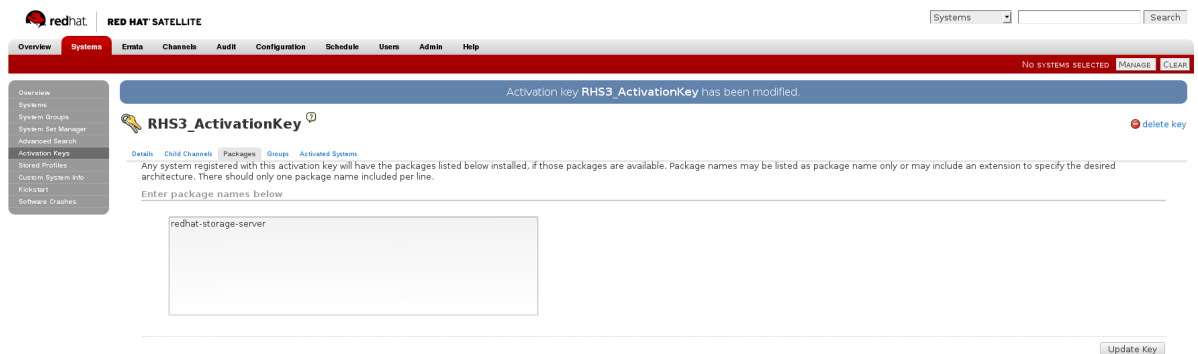 redhat. RED HAT SATELLITE Systems Search
Overview Systems Errata Channels Audit Configuration Schedule Users Admin Help
NO SYSTEMS SELECTED MANAGE CLEAR
Overview
Systems
System Groups
System Set Manager
Advanced Search
Activation Keys
Stored Profiles
Custom System Info
Kickstart
Software Crashes
Activation key RHS3_ActivationKey has been modified.
RHS3_ActivationKey ? delete key
Details Child Channels Packages Groups Activated Systems
Any system registered with this activation key will have the packages listed below installed, if those packages are available. Package names may be listed as package name only or may include an extension to specify the desired
architecture. There should only one package name included per line.
Enter package names below
redhat-storage-server
Update Key